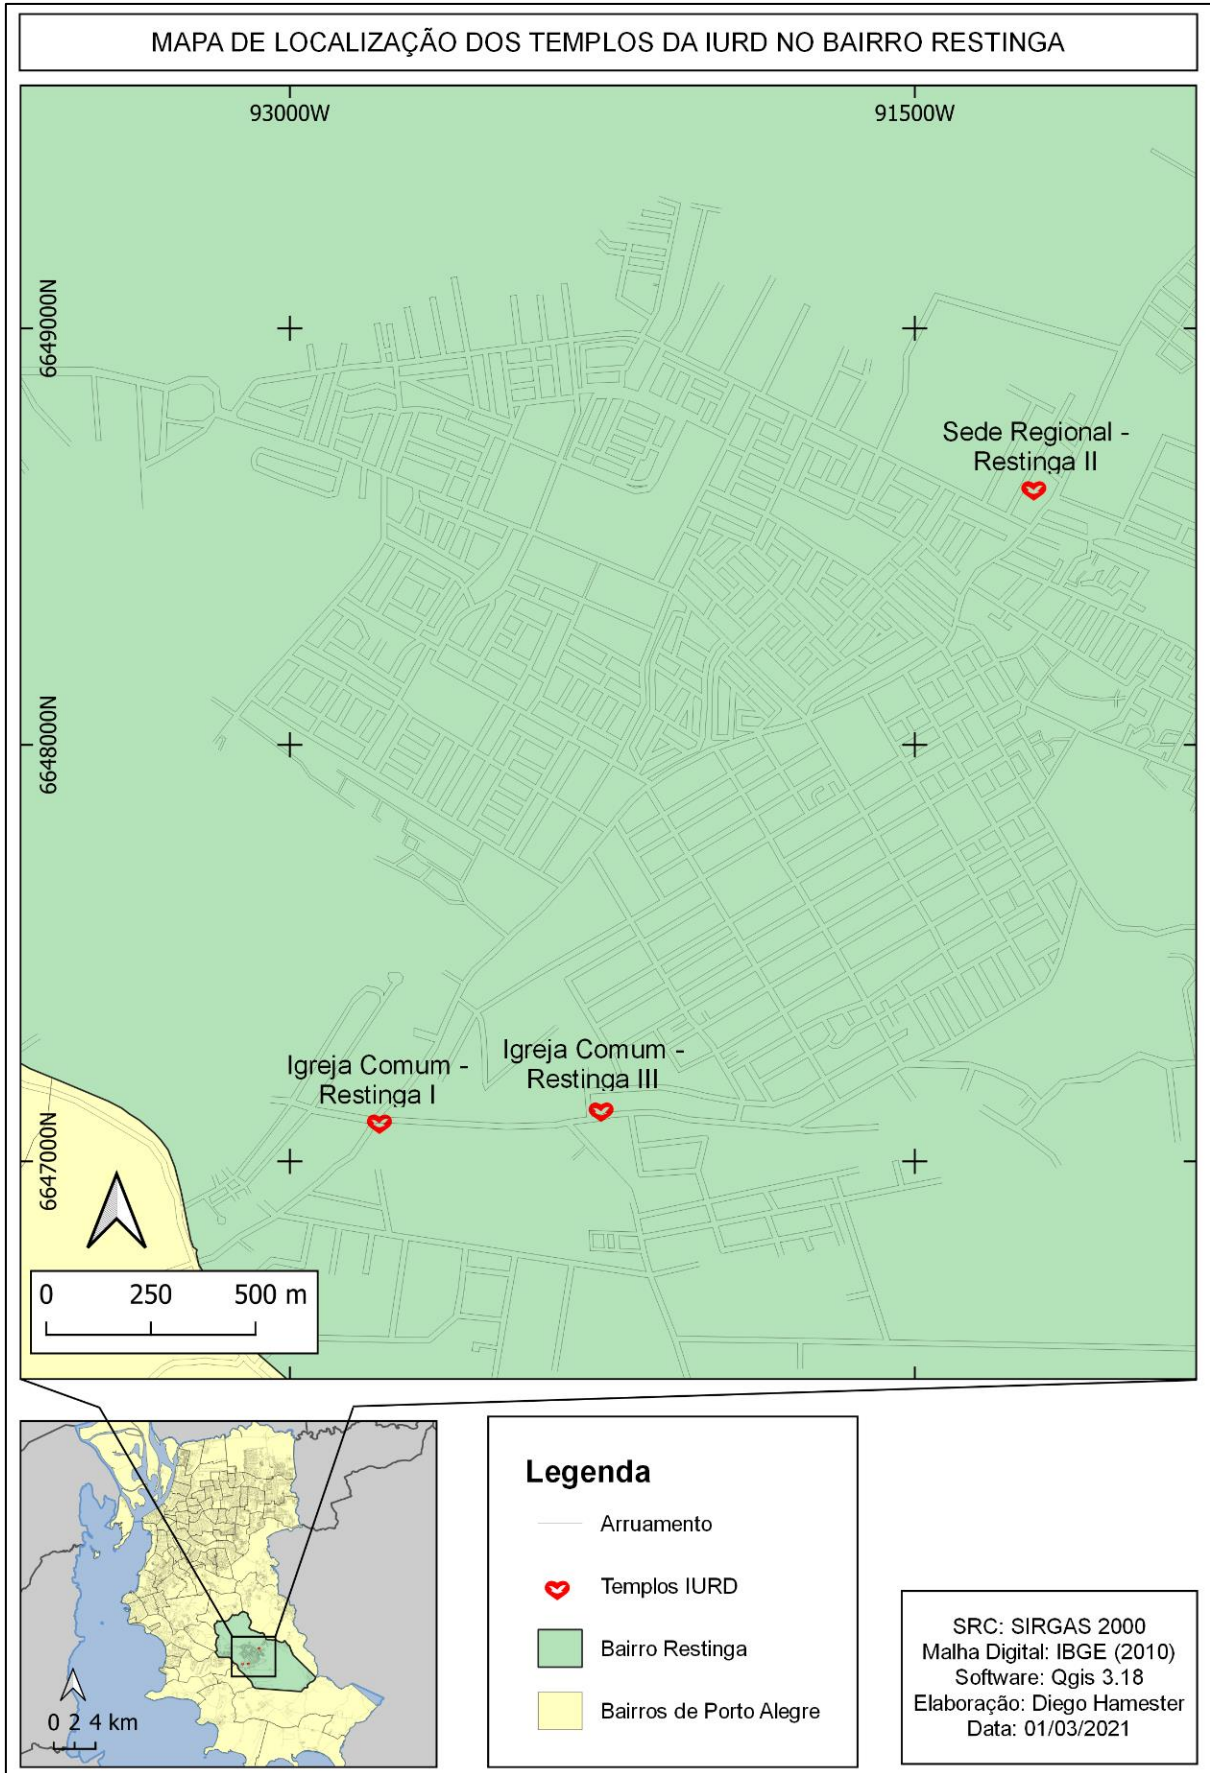 MAPA DE LOCALIZAÇÃO DOS TEMPLOS DA IURD NO BAIRRO RESTINGA
93000W
91500W
6649000N
Sede Regional -
Restinga II
6648000N
Igreja Comum -
Restinga I
Igreja Comum -
Restinga III
6647000N
0 250 500 m
0 2 4 km
Legenda
Arruamento
Templos IURD
Bairro Restinga
Bairros de Porto Alegre
SRC: SIRGAS 2000
Malha Digital: IBGE (2010)
Software: Qgis 3.18
Elaboração: Diego Hamester
Data: 01/03/2021